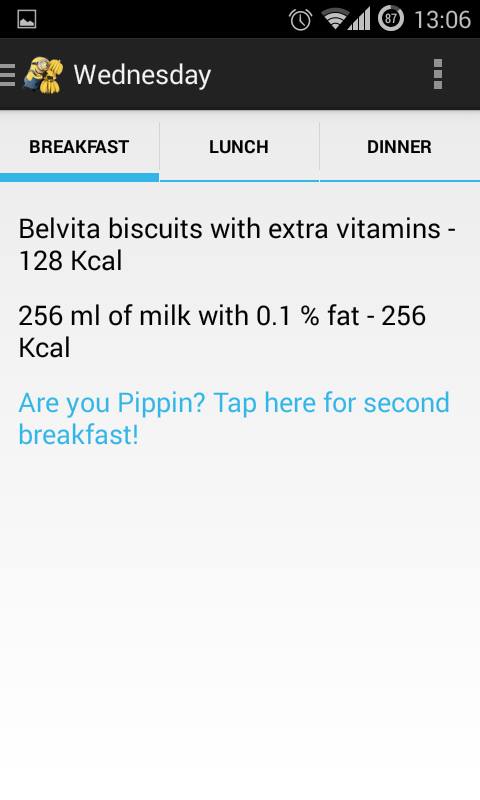 87 13:06
Wednesday
BREAKFAST LUNCH DINNER
Belvita biscuits with extra vitamins -
128 Kcal
256 ml of milk with 0.1 % fat - 256
Kcal
Are you Pippin? Tap here for second
breakfast!